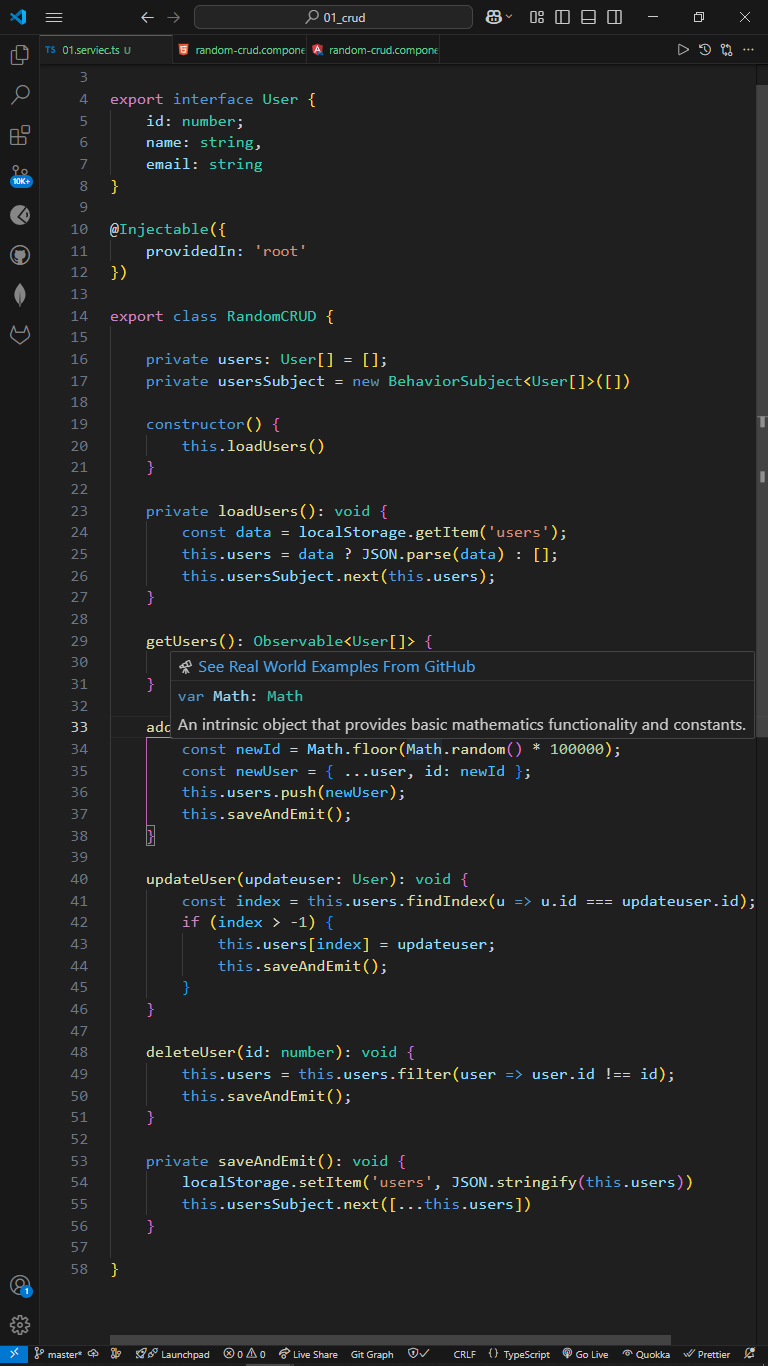 01_crud
TS 01.serviec.ts U
random-crud.compone
random-crud.compone
3
4 export interface User {
5 id: number;
6 name: string,
7 email: string
8 }
9
10 @Injectable({
11 providedIn: 'root'
12 })
13
14 export class RandomCRUD {
15
16 private users: User[] = [];
17 private usersSubject = new BehaviorSubject<User[]>([])
18
19 constructor() {
20 this.loadUsers()
21 }
22
23 private loadUsers(): void {
24 const data = localStorage.getItem('users');
25 this.users = data ? JSON.parse(data) : [];
26 this.usersSubject.next(this.users);
27 }
28
29 getUsers(): Observable<User[]> {
30
See Real World Examples From GitHub
31 }
var Math: Math
32
An intrinsic object that provides basic mathematics functionality and constants.
33 add
34 const newId = Math.floor(Math.random() * 100000);
35 const newUser = { ...user, id: newId };
36 this.users.push(newUser);
37 this.saveAndEmit();
38 }
39
40 updateUser(updateuser: User): void {
41 const index = this.users.findIndex(u => u.id === updateuser.id);
42 if (index > -1) {
43 this.users[index] = updateuser;
44 this.saveAndEmit();
45 }
46 }
47
48 deleteUser(id: number): void {
49 this.users = this.users.filter(user => user.id !== id);
50 this.saveAndEmit();
51 }
52
53 private saveAndEmit(): void {
54 localStorage.setItem('users', JSON.stringify(this.users))
55 this.usersSubject.next([...this.users])
56 }
57
58 }
10K+
1
master* Launchpad 0 0 Live Share Git Graph CRLF {} TypeScript Go Live Quokka Prettier